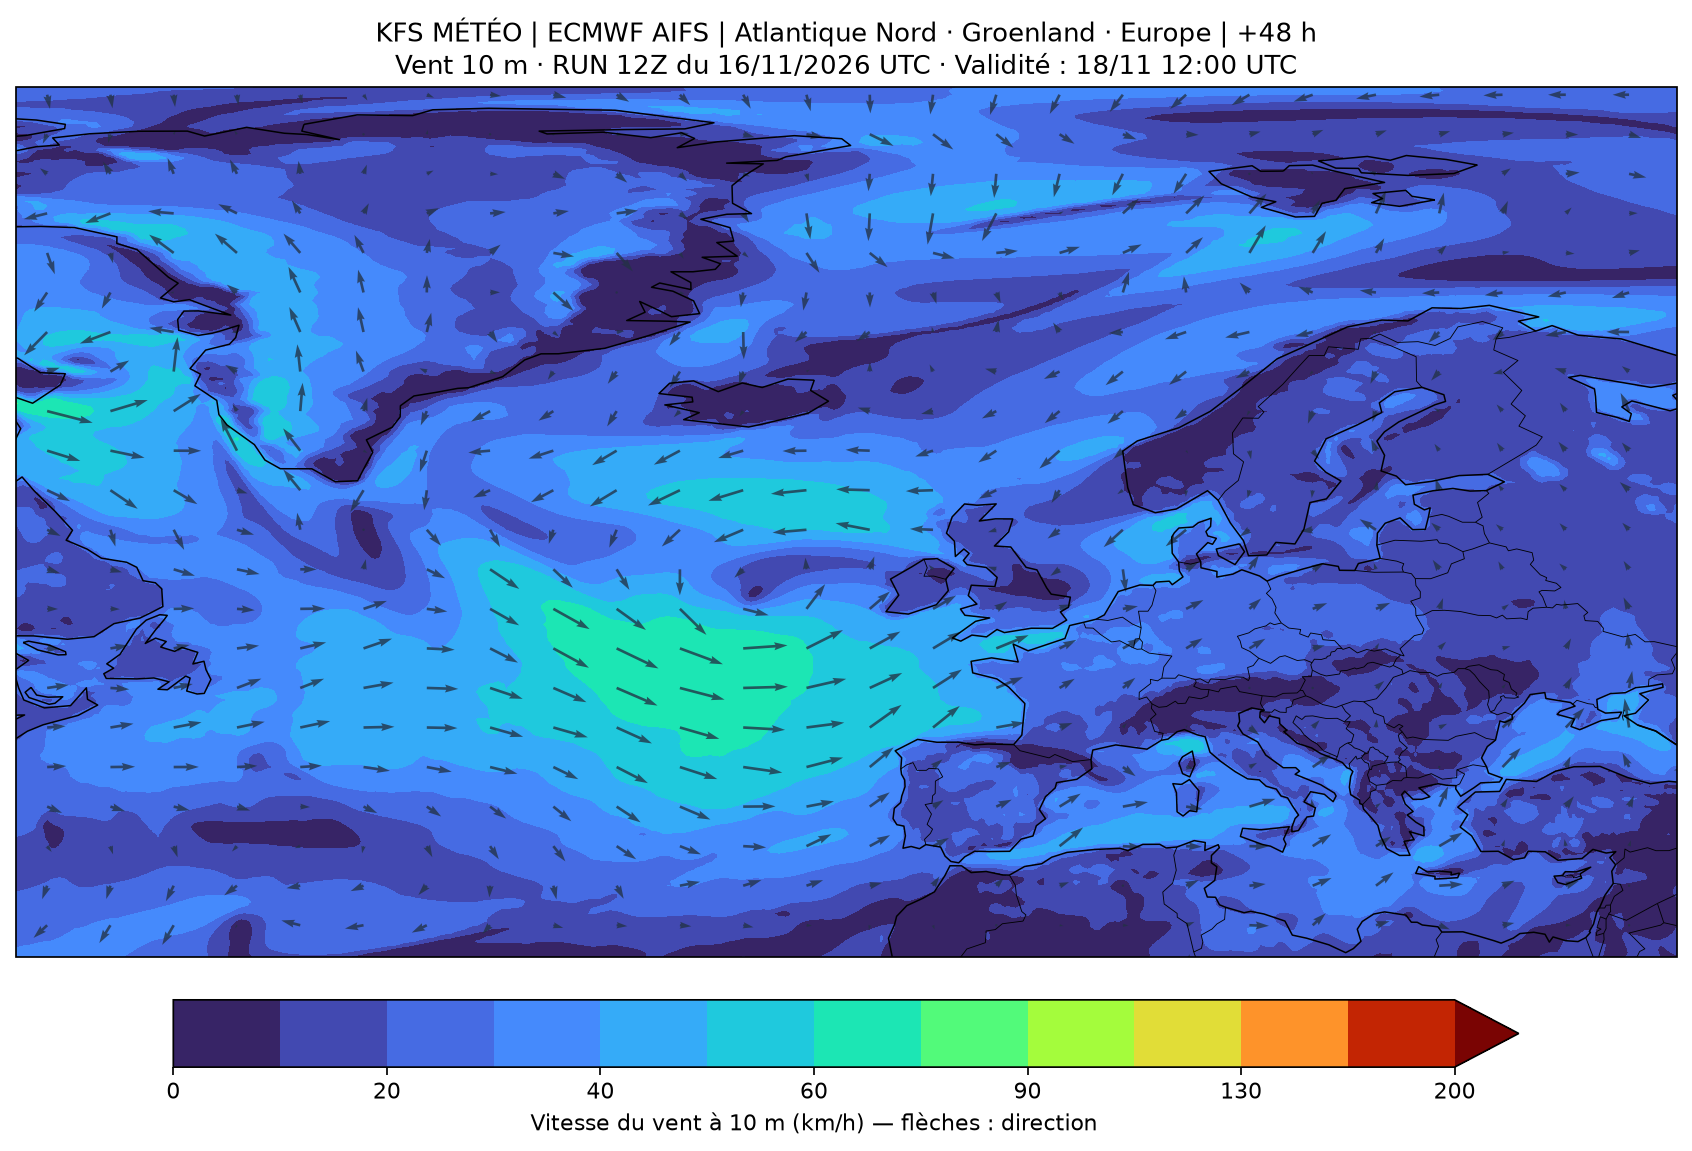 KFS MÉTÉO | ECMWF AIFS | Atlantique Nord · Groenland · Europe | +48 h
Vent 10 m · RUN 12Z du 16/11/2026 UTC · Validité : 18/11 12:00 UTC
0 20 40 60 90 130 200
Vitesse du vent à 10 m (km/h) — flèches : direction